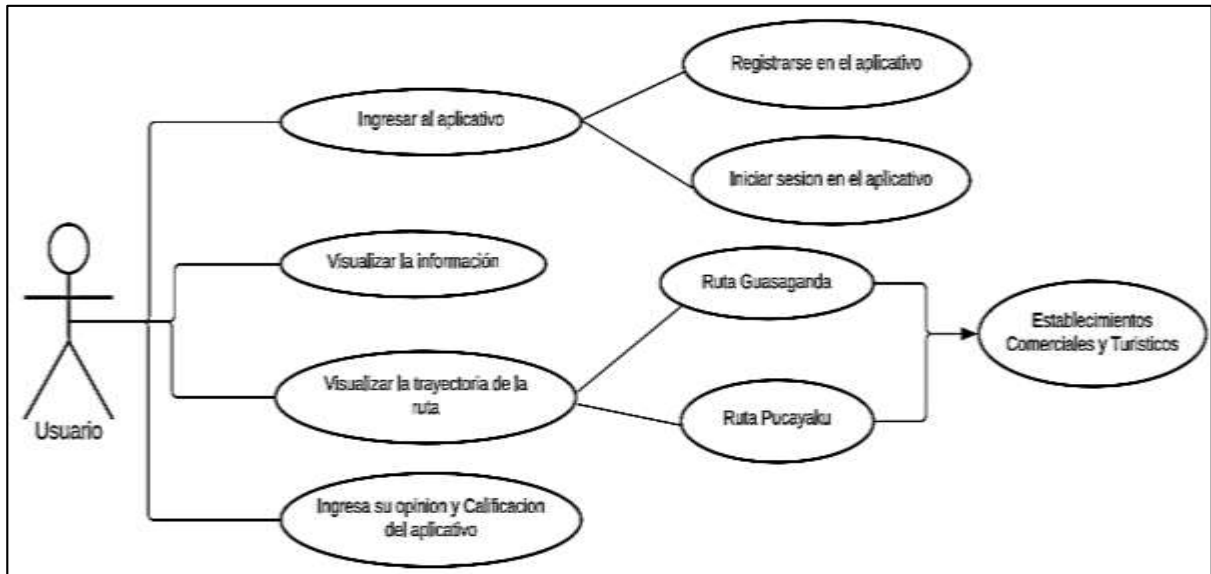 Registrarse en el aplicativo
Ingresar al aplicativo
Iniciar sesion en el aplicativo
Visualizar la información
Ruta Guasaganda
Establecimientos
Comerciales y Turisticos
Visualizar la trayectoria de la
ruta
Ruta Pucayaku
Usuario
Ingresa su opinion y Calificacion
del aplicativo